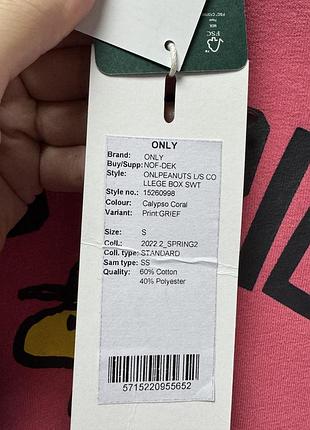 FSC
ONLY
Brand: ONLY
Buy/Supp: NOF-DEK
Style: ONLPEANUTS L/S CO
LLEGE BOX SWT
Style no.: 15260998
Colour: Calypso Coral
Variant: Print:GRIEF
Size: S
Coll.: 2022 2_SPRING2
Coll. type: STANDARD
Sam type: SS
Quality: 60% Cotton
40% Polyester
5715220955652